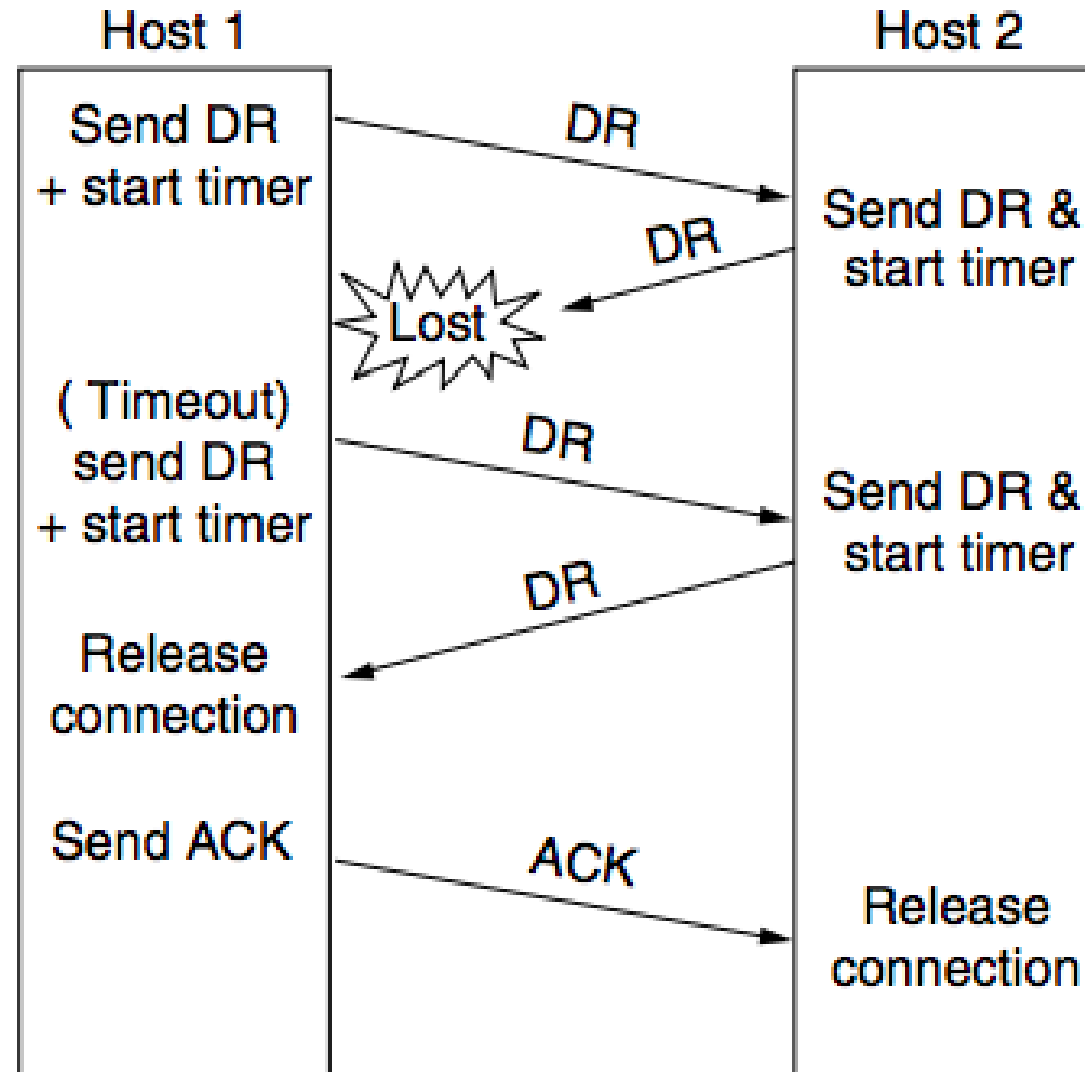 Host 1
Host 2
Send DR
+ start timer
DR
Send DR &
start timer
DR
Lost
( Timeout)
send DR
+ start timer
DR
Send DR &
start timer
DR
Release
connection
Send ACK
ACK
Release
connection